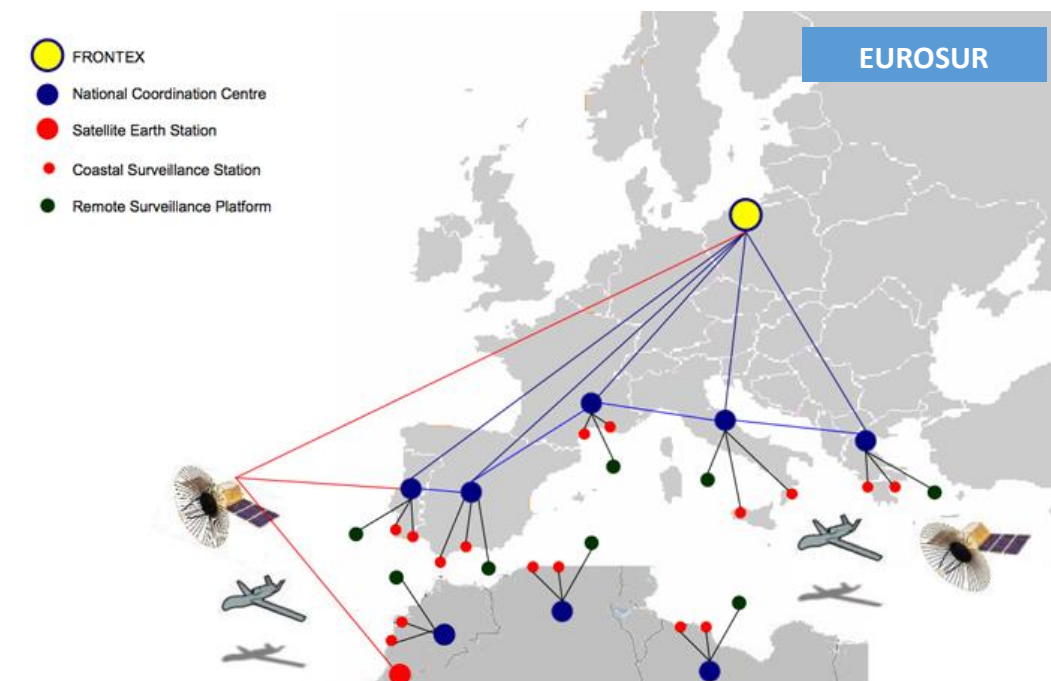 EUROSUR
FRONTEX
National Coordination Centre
Satellite Earth Station
Coastal Surveillance Station
Remote Surveillance Platform